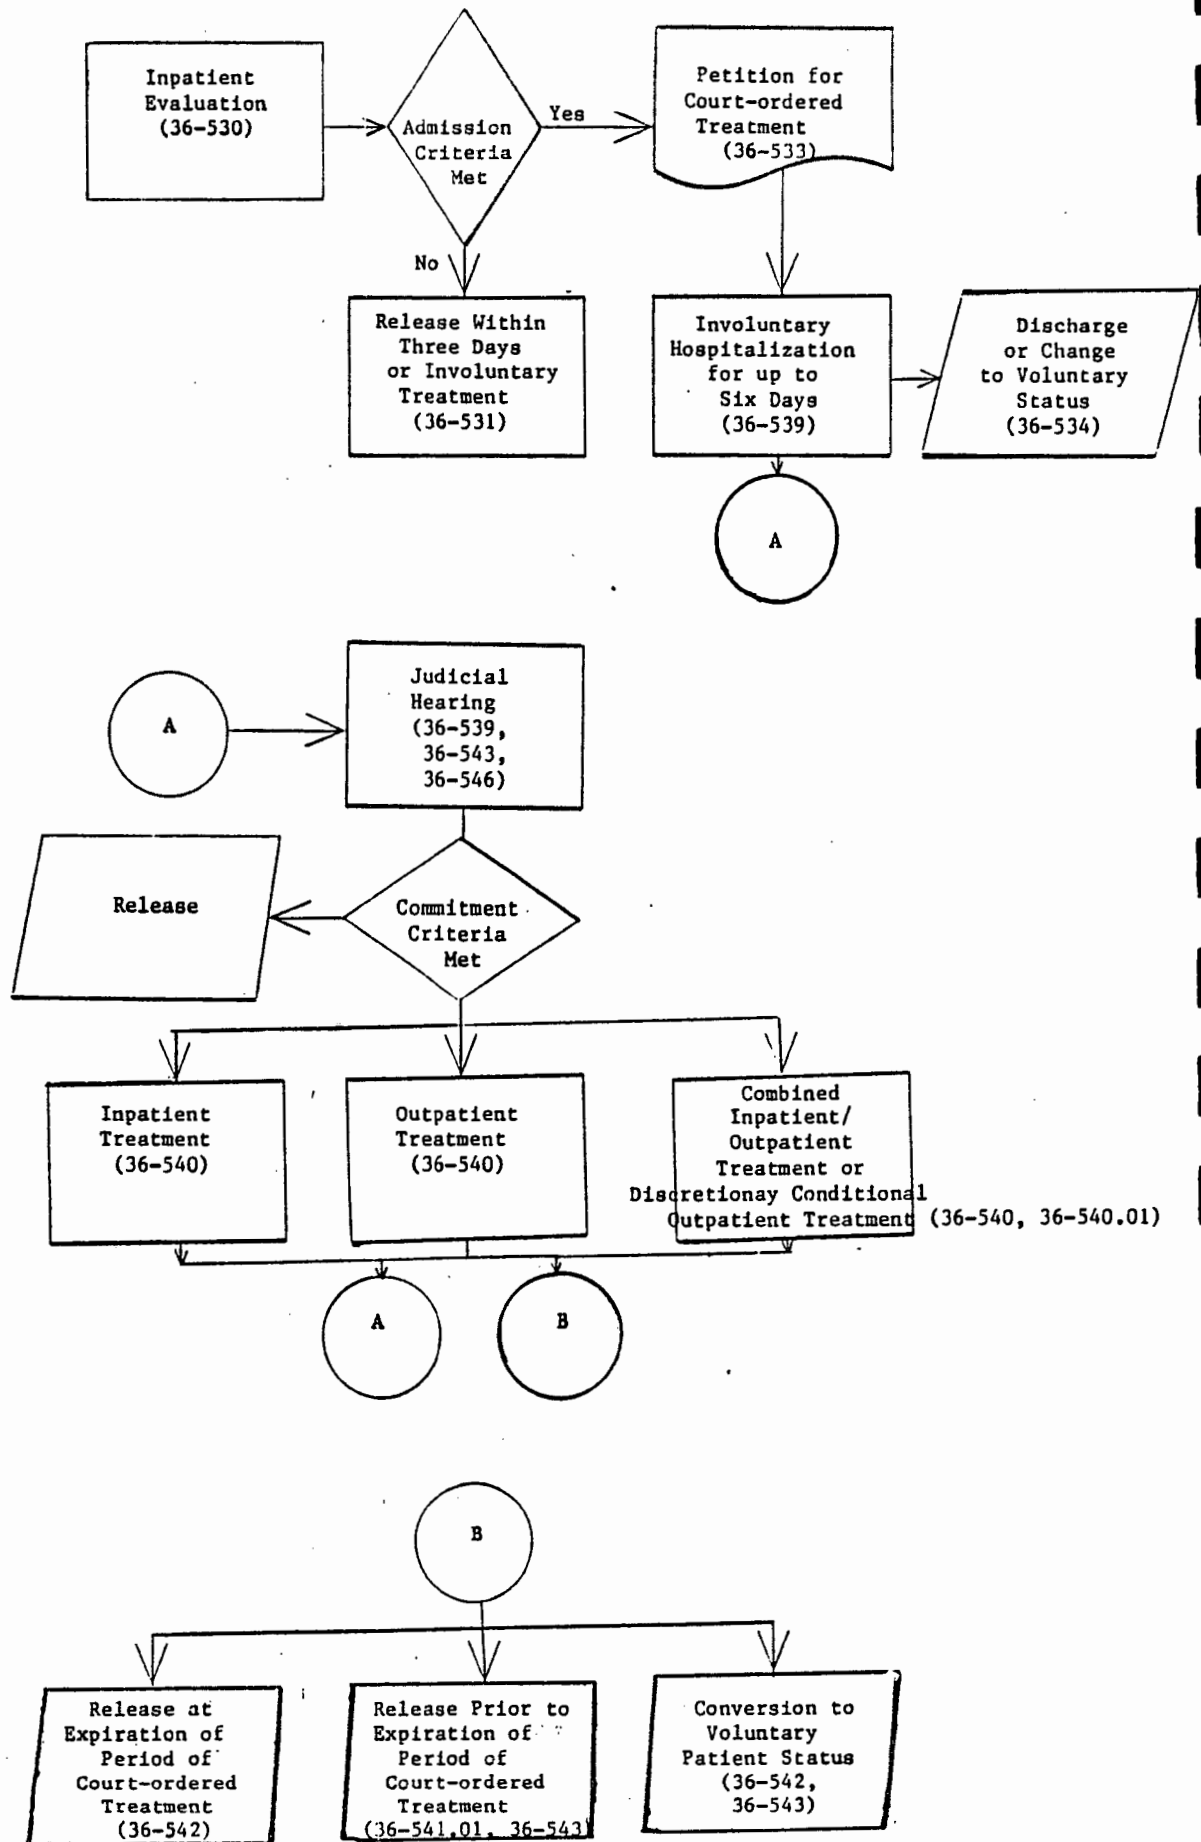 Inpatient
Evaluation
(36-530)
Admission
Criteria
Met
Yes
Petition for
Court-ordered
Treatment
(36-533)
No
Release Within
Three Days
or Involuntary
Treatment
(36-531)
Involuntary
Hospitalization
for up to
Six Days
(36-539)
Discharge
or Change
to Voluntary
Status
(36-534)
A
A
Judicial
Hearing
(36-539,
36-543,
36-546)
Release
Commitment
Criteria
Met
Inpatient
Treatment
(36-540)
Outpatient
Treatment
(36-540)
Combined
Inpatient/
Outpatient
Treatment or
Discretionay Conditional
Outpatient Treatment (36-540, 36-540.01)
A
B
B
Release at
Expiration of
Period of
Court-ordered
Treatment
(36-542)
Release Prior to
Expiration of
Period of
Court-ordered
Treatment
(36-541.01, 36-543)
Conversion to
Voluntary
Patient Status
(36-542,
36-543)